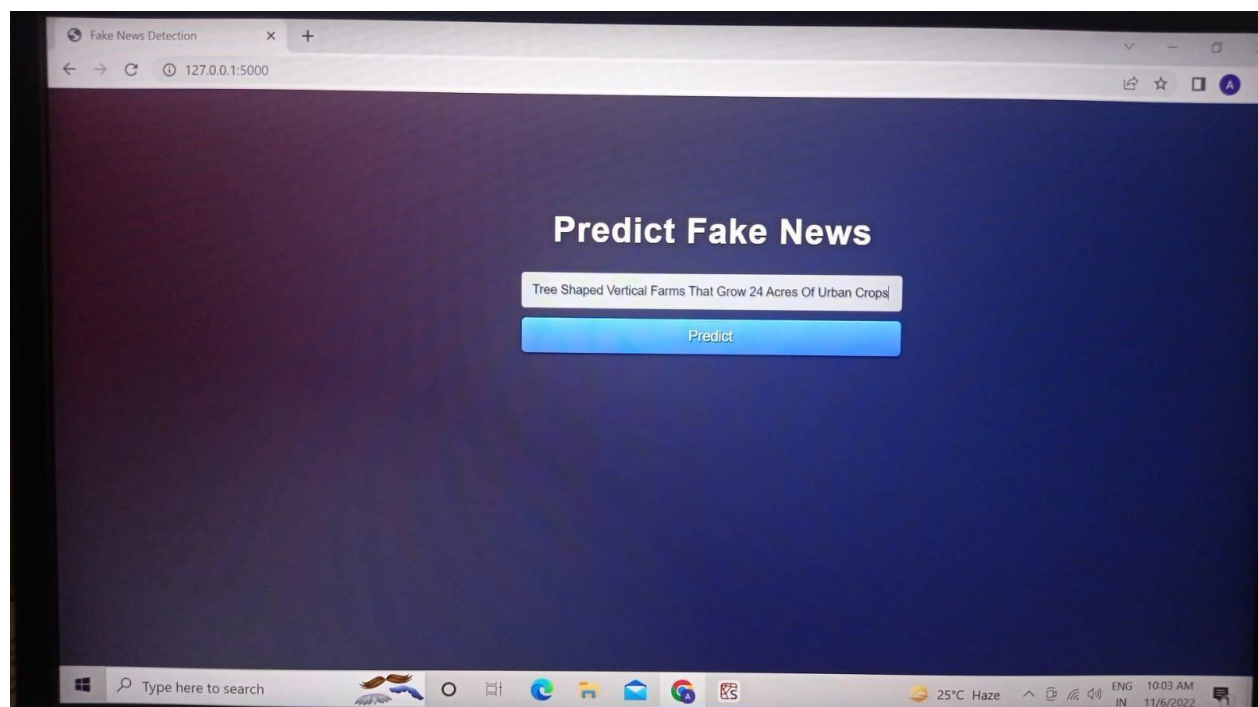 Fake News Detection
127.0.0.1:5000
A
Predict Fake News
Tree Shaped Vertical Farms That Grow 24 Acres Of Urban Crops
Predict
Type here to search
25°C Haze
ENG
IN
10:03 AM
11/6/2022